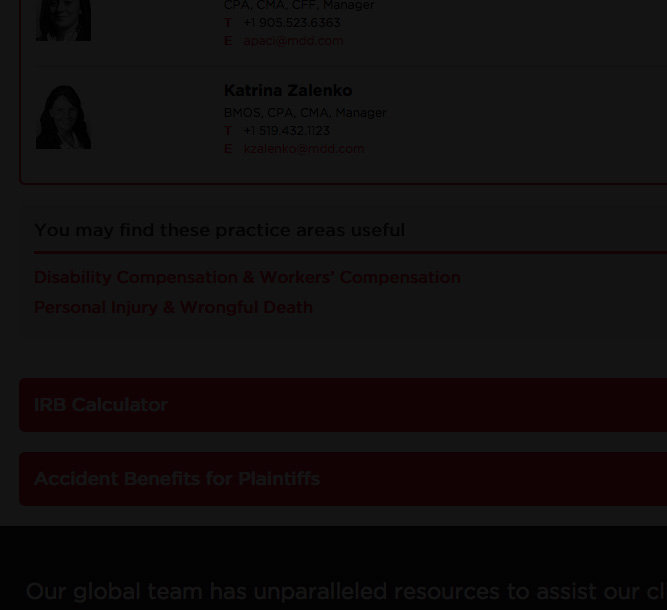 CPA, CMA, CFF, Manager
T +1 905.523.6363
E apaci@mdd.com
Katrina Zalenko
BMOS, CPA, CMA, Manager
T +1 519.432.1123
E kzalenko@mdd.com
You may find these practice areas useful
Disability Compensation & Workers' Compensation
Personal Injury & Wrongful Death
IRB Calculator
Accident Benefits for Plaintiffs
Our global team has unparalleled resources to assist our cl